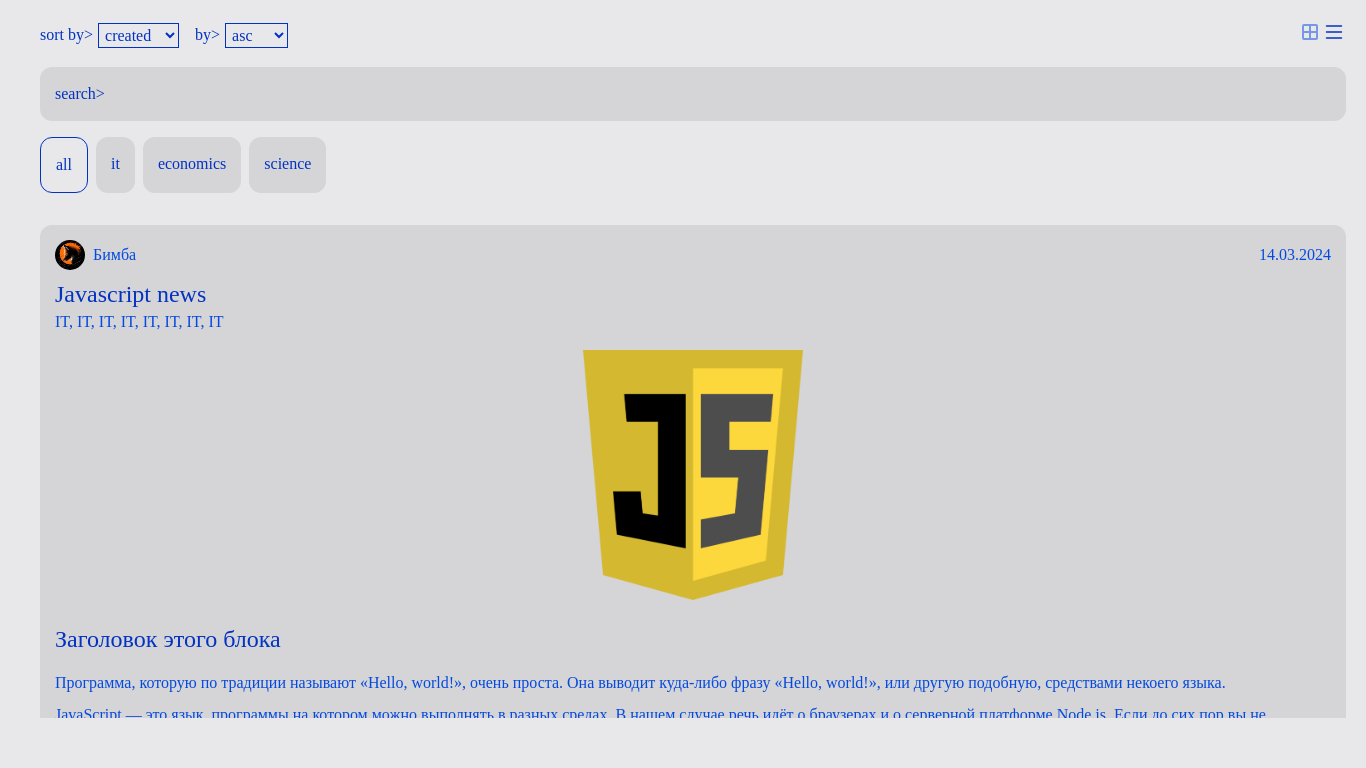 sort by> created by> asc
search>
all it economics science
Бимба 14.03.2024
Javascript news
IT, IT, IT, IT, IT, IT, IT, IT
JS
Заголовок этого блока
Программа, которую по традиции называют «Hello, world!», очень проста. Она выводит куда-либо фразу «Hello, world!», или другую подобную, средствами некоего языка.
JavaScript — это язык, программы на котором можно выполнять в разных средах. В нашем случае речь идёт о браузерах и о серверной платформе Node.js. Если до сих пор вы не